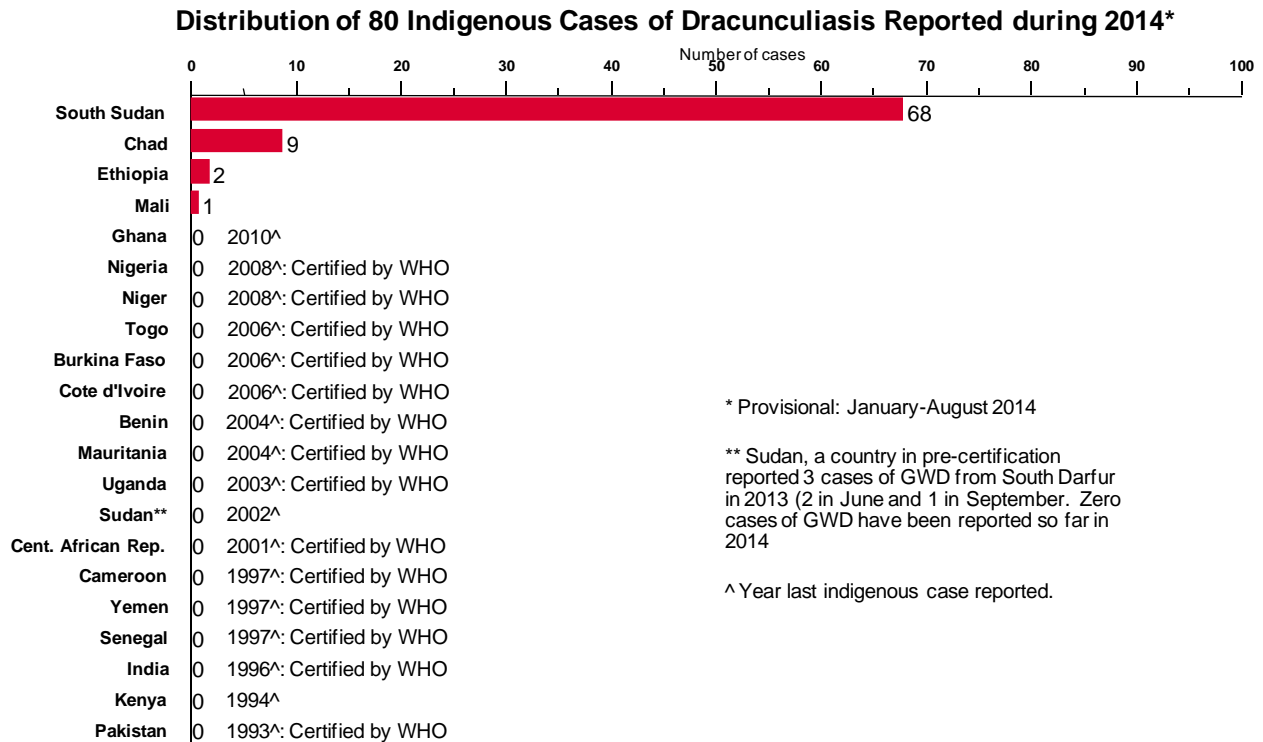 Distribution of 80 Indigenous Cases of Dracunculiasis Reported during 2014*
Number of cases
0 10 20 30 40 50 60 70 80 90 100
South Sudan 68
Chad 9
Ethiopia 2
Mali 1
Ghana 0 2010^
Nigeria 0 2008^: Certified by WHO
Niger 0 2008^: Certified by WHO
Togo 0 2006^: Certified by WHO
Burkina Faso 0 2006^: Certified by WHO
Cote d'Ivoire 0 2006^: Certified by WHO
Benin 0 2004^: Certified by WHO
Mauritania 0 2004^: Certified by WHO
Uganda 0 2003^: Certified by WHO
Sudan** 0 2002^
Cent. African Rep. 0 2001^: Certified by WHO
Cameroon 0 1997^: Certified by WHO
Yemen 0 1997^: Certified by WHO
Senegal 0 1997^: Certified by WHO
India 0 1996^: Certified by WHO
Kenya 0 1994^
Pakistan 0 1993^: Certified by WHO
* Provisional: January-August 2014
** Sudan, a country in pre-certification
reported 3 cases of GWD from South Darfur
in 2013 (2 in June and 1 in September. Zero
cases of GWD have been reported so far in
2014
^ Year last indigenous case reported.